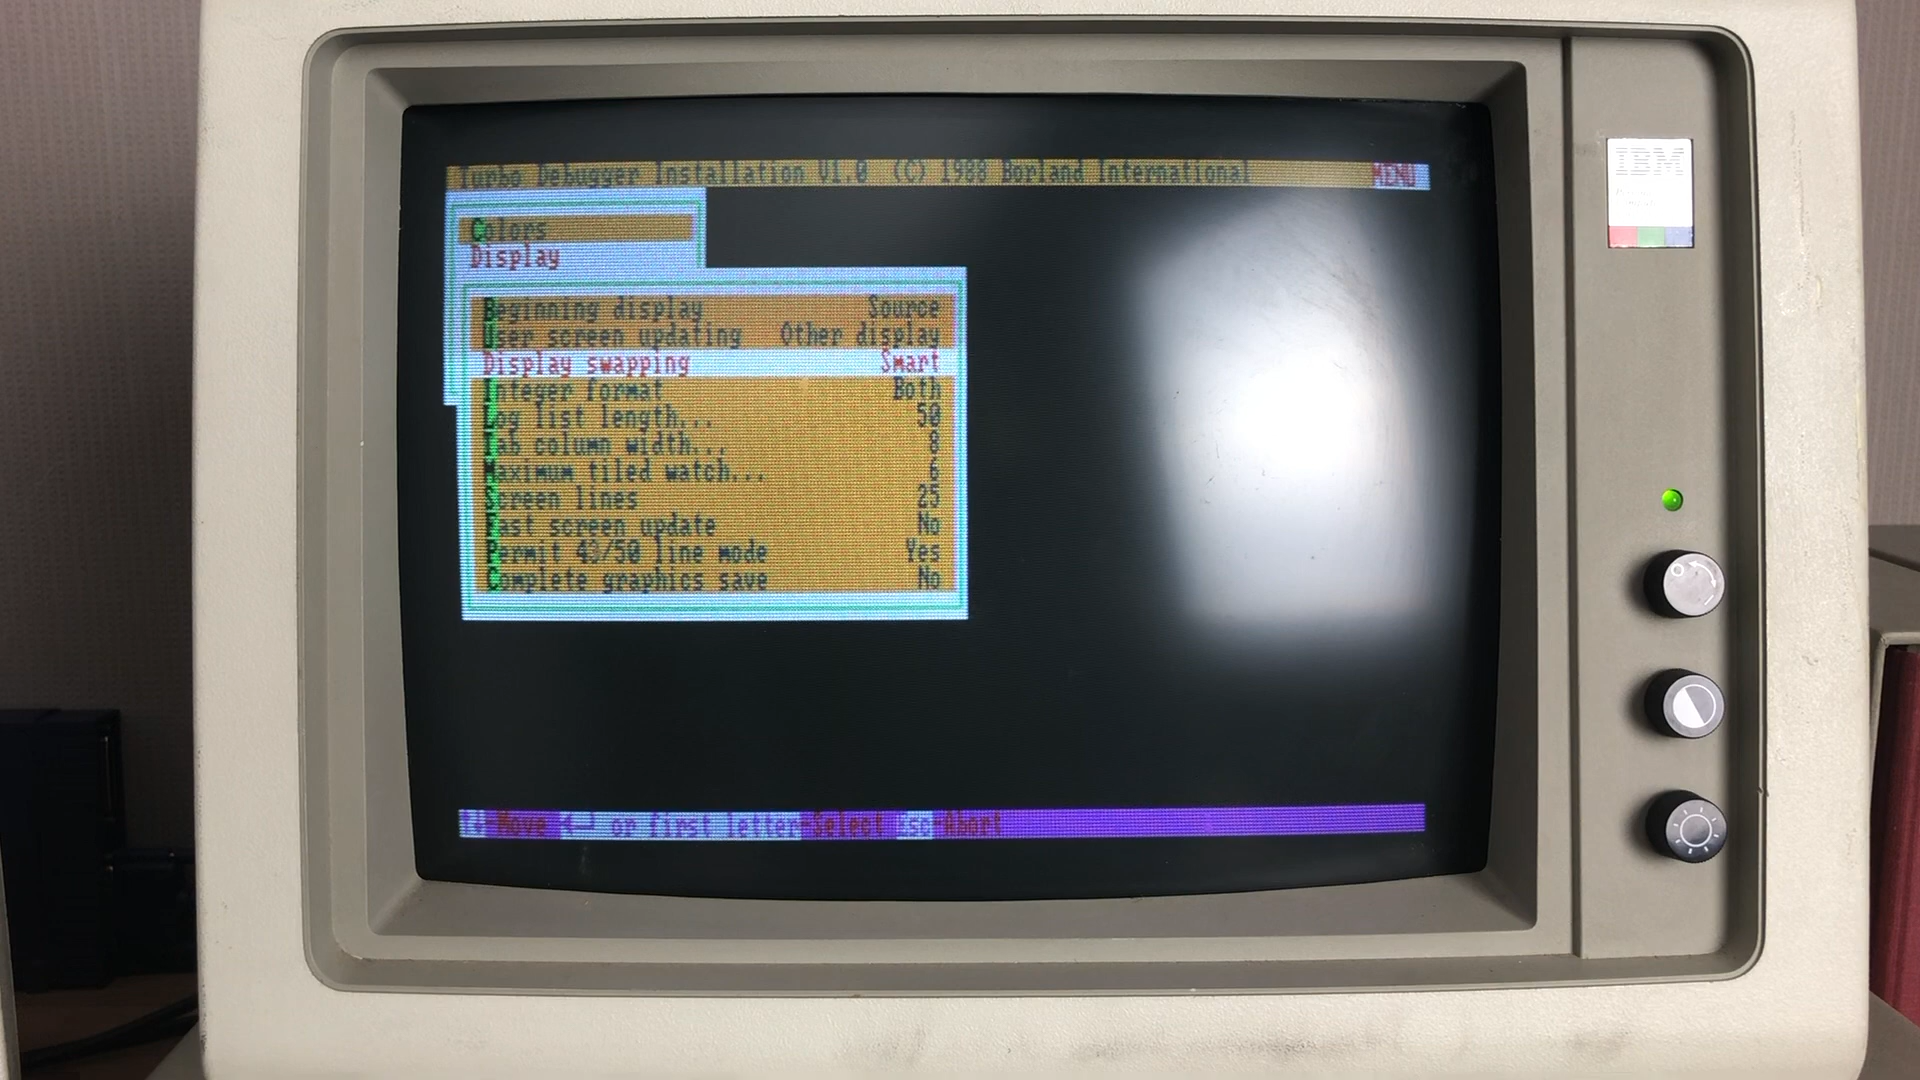 Turbo Debugger Installation V1.0 (C) 1988 Borland International MENU
Colors
Display
Beginning display Source
User screen updating Other display
Display swapping Smart
Integer format Both
Log list length... 50
Tab column width... 8
Maximum tiled watch... 6
Screen lines 25
Fast screen update No
Permit 43/50 line mode Yes
Complete graphics save No
↑↓-Move ◄─┘ or first letter-Select Esc-Abort
IBM